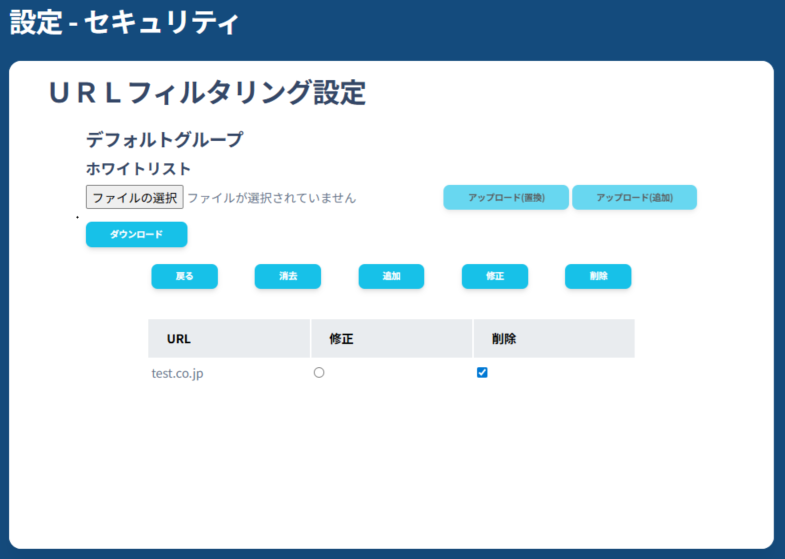 設定 - セキュリティ
ＵＲＬフィルタリング設定
デフォルトグループ
ホワイトリスト
ファイルの選択 ファイルが選択されていません アップロード(置換) アップロード(追加)
ダウンロード
戻る 消去 追加 修正 削除
URL 修正 削除
test.co.jp